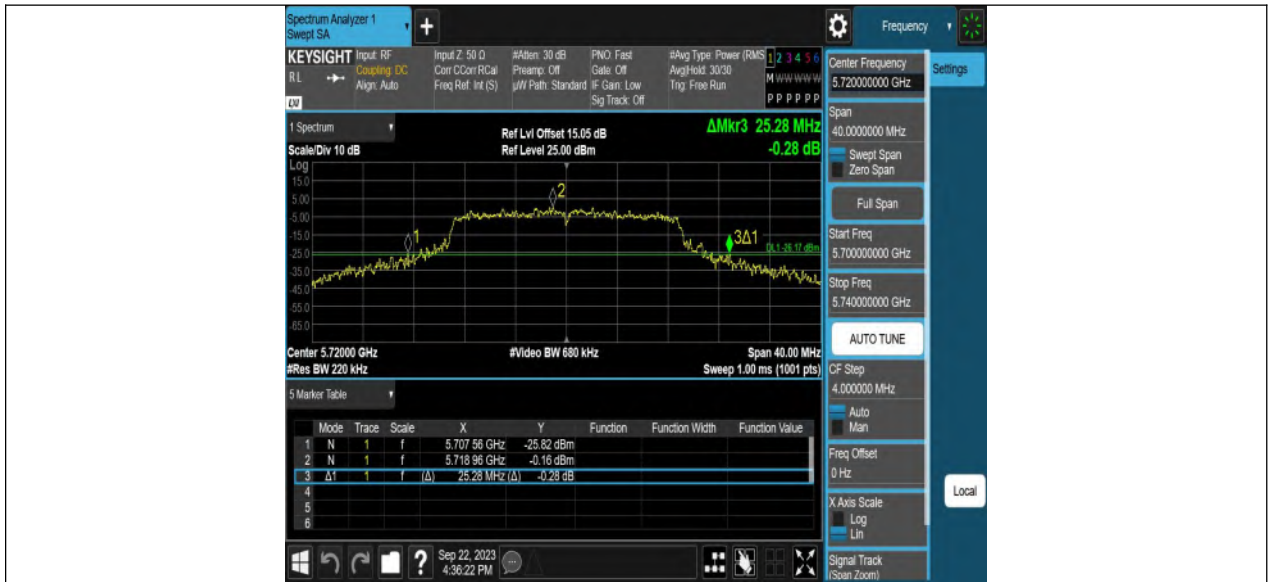 Spectrum Analyzer 1
Swept SA
+
Frequency
KEYSIGHT Input: RF Input Z: 50 Ω #Atten: 30 dB PNO: Fast #Avg Type: Power (RMS 1 2 3 4 5 6
RL Coupling: DC Corr CCorr RCal Preamp: Off Gate: Off Avg|Hold: 30/30 M W W W W W
Align: Auto Freq Ref: Int (S) µW Path: Standard IF Gain: Low Trig: Free Run
Sig Track: Off P P P P P P
LXI
1 Spectrum
Ref Lvl Offset 15.05 dB
ΔMkr3 25.28 MHz
Scale/Div 10 dB
Ref Level 25.00 dBm
-0.28 dB
Log
15.0
5.00
-5.00
-15.0
-25.0
-35.0
-45.0
-55.0
-65.0
1
2
3Δ1
DL1 -26.17 dBm
Center 5.72000 GHz #Video BW 680 kHz Span 40.00 MHz
#Res BW 220 kHz Sweep 1.00 ms (1001 pts)
5 Marker Table
Mode Trace Scale X Y Function Function Width Function Value
1 N 1 f 5.707 56 GHz -25.82 dBm
2 N 1 f 5.718 96 GHz -0.16 dBm
3 Δ1 1 f (Δ) 25.28 MHz (Δ) -0.28 dB
4
5
6
? Sep 22, 2023
4:36:22 PM
Center Frequency
5.720000000 GHz
Settings
Span
40.0000000 MHz
Swept Span
Zero Span
Full Span
Start Freq
5.700000000 GHz
Stop Freq
5.740000000 GHz
AUTO TUNE
CF Step
4.000000 MHz
Auto
Man
Freq Offset
0 Hz
Local
X Axis Scale
Log
Lin
Signal Track
(Span Zoom)